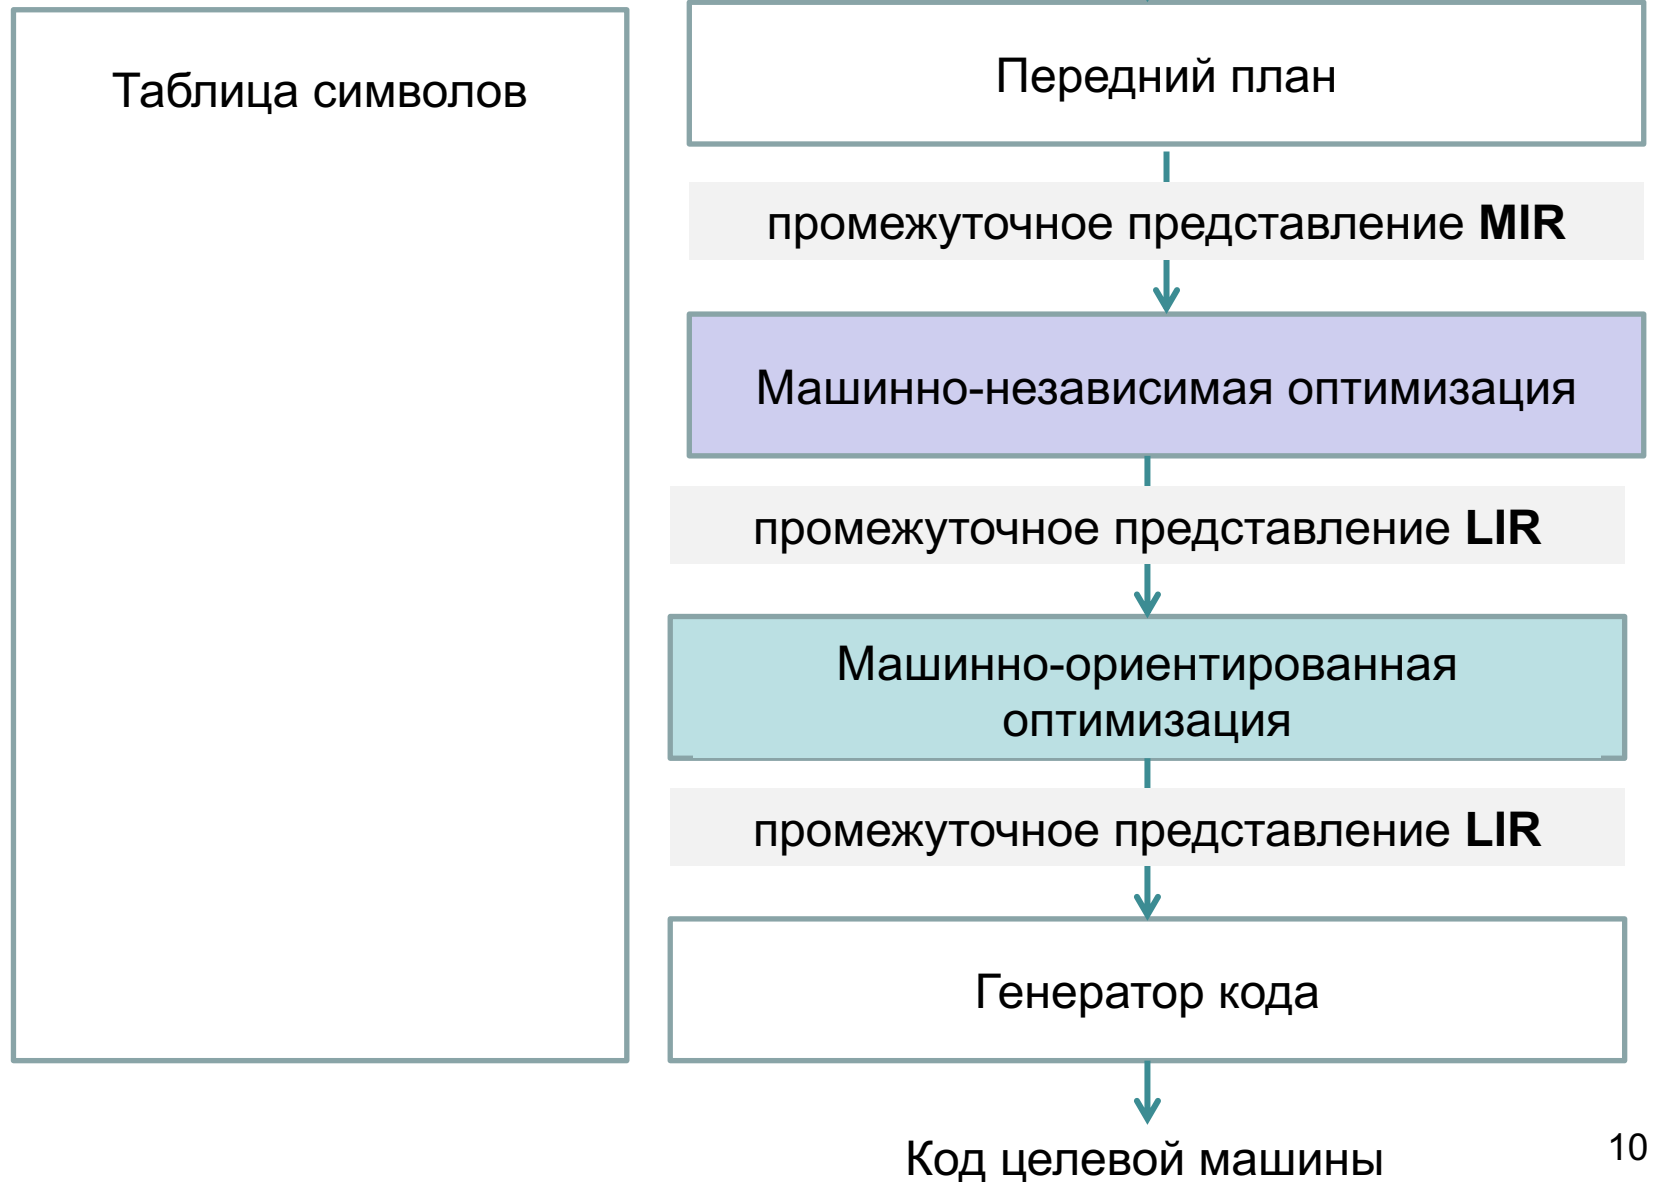 Таблица символов
Передний план
промежуточное представление MIR
Машинно-независимая оптимизация
промежуточное представление LIR
Машинно-ориентированная
оптимизация
промежуточное представление LIR
Генератор кода
Код целевой машины
10